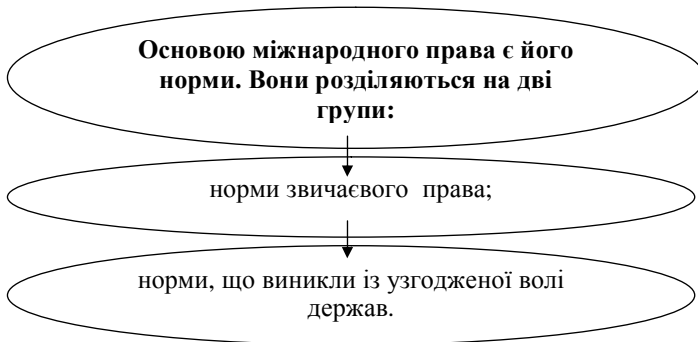 Основою міжнародного права є його
норми. Вони розділяються на дві
групи:
норми звичаєвого права;
норми, що виникли із узгодженої волі
держав.